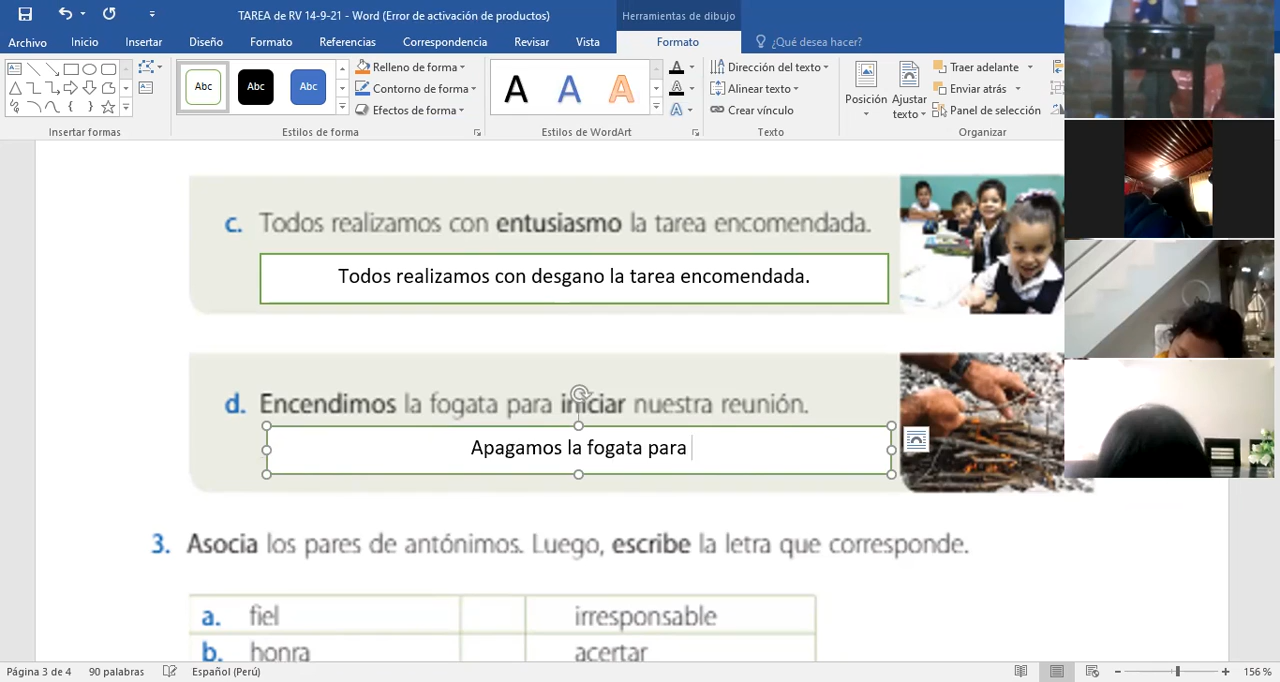 TAREA de RV 14-9-21 - Word (Error de activación de productos)
Herramientas de dibujo
Archivo Inicio Insertar Diseño Formato Referencias Correspondencia Revisar Vista Formato ¿Qué desea hacer?
Abc Abc Abc
Relleno de forma
Contorno de forma
Efectos de forma
A A A
A
A
A
Dirección del texto
Alinear texto
Crear vínculo
Posición
Ajustar texto
Traer adelante
Enviar atrás
Panel de selección
Insertar formas Estilos de forma Estilos de WordArt Texto Organizar
c. Todos realizamos con entusiasmo la tarea encomendada.
Todos realizamos con desgano la tarea encomendada.
d. Encendimos la fogata para iniciar nuestra reunión.
Apagamos la fogata para
3. Asocia los pares de antónimos. Luego, escribe la letra que corresponde.
a. fiel irresponsable
b. honra acertar
Página 3 de 4 90 palabras Español (Perú) 156 %